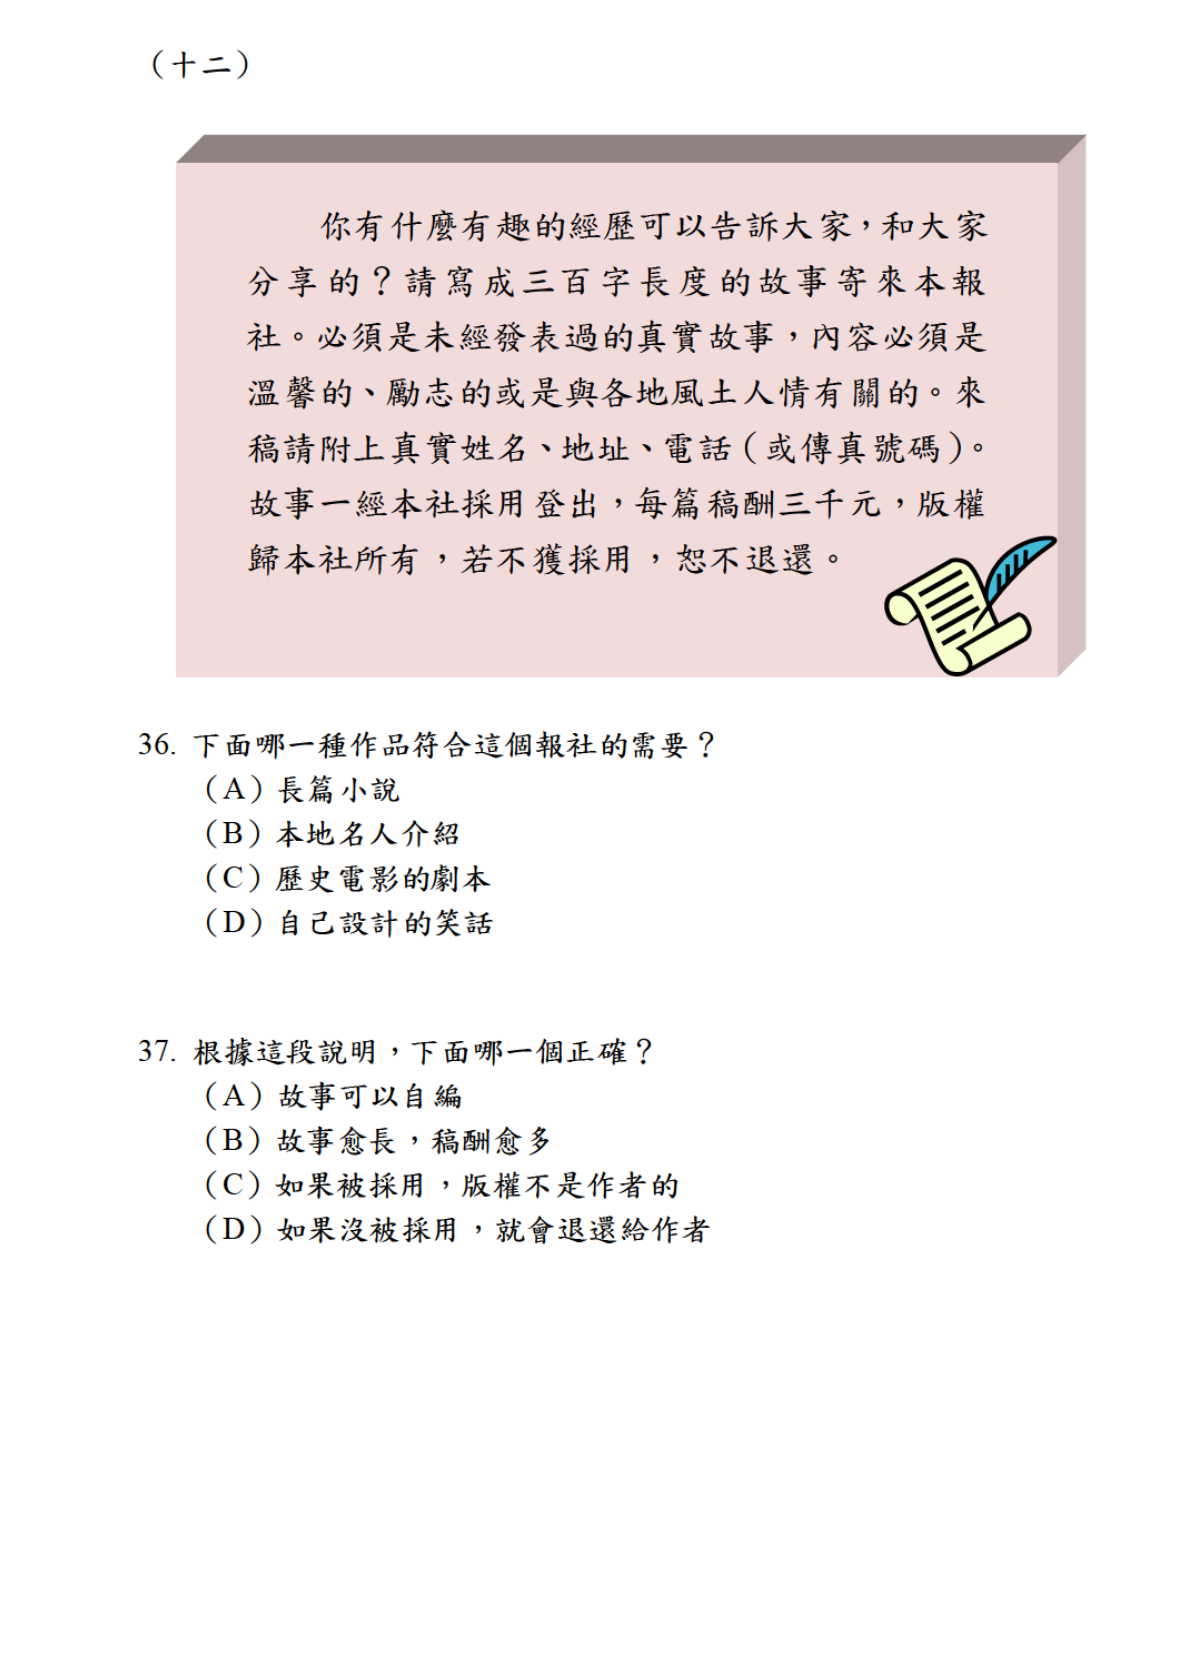 （十二）
你有什麼有趣的經歷可以告訴大家，和大家
分享的？請寫成三百字長度的故事寄來本報
社。必須是未經發表過的真實故事，內容必須是
溫馨的、勵志的或是與各地風土人情有關的。來
稿請附上真實姓名、地址、電話（或傳真號碼）。
故事一經本社採用登出，每篇稿酬三千元，版權
歸本社所有，若不獲採用，恕不退還。
36. 下面哪一種作品符合這個報社的需要？
（A）長篇小說
（B）本地名人介紹
（C）歷史電影的劇本
（D）自己設計的笑話
37. 根據這段說明，下面哪一個正確？
（A）故事可以自編
（B）故事愈長，稿酬愈多
（C）如果被採用，版權不是作者的
（D）如果沒被採用，就會退還給作者